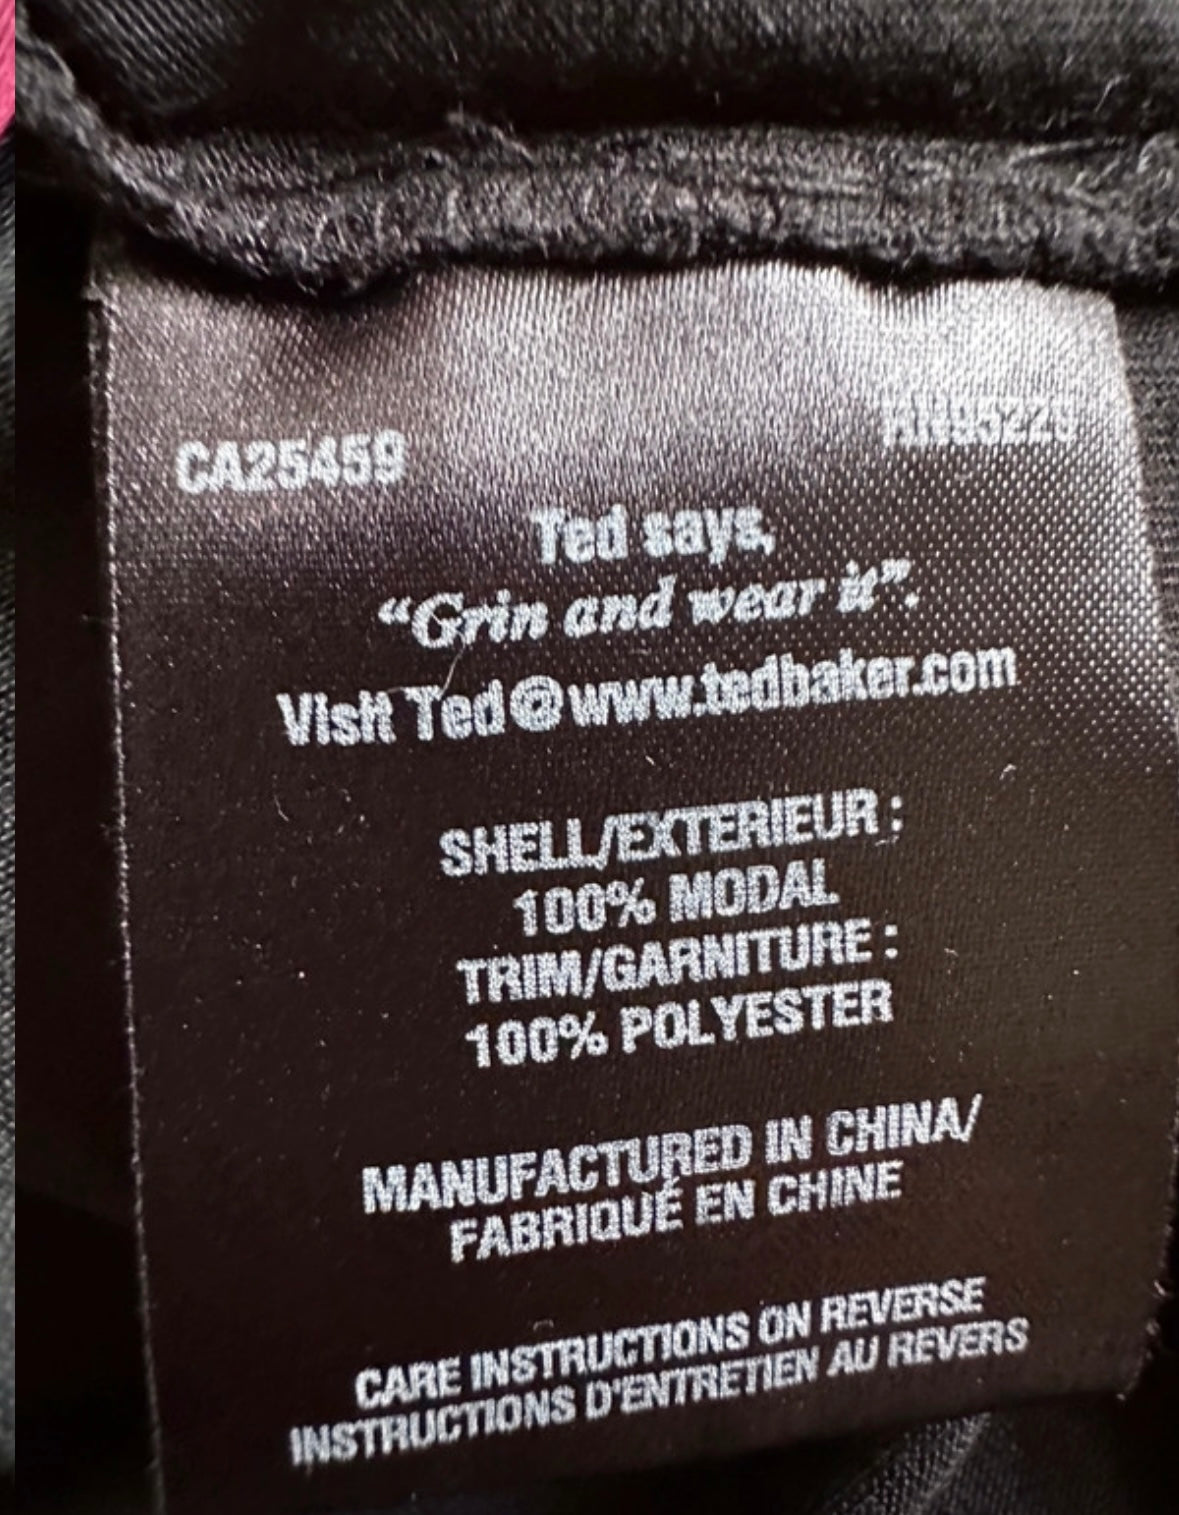 CA25459 RN95229
Ted says,
“Grin and wear it”.
Visit Ted@www.tedbaker.com
SHELL/EXTERIEUR :
100% MODAL
TRIM/GARNITURE :
100% POLYESTER
MANUFACTURED IN CHINA/
FABRIQUÉ EN CHINE
CARE INSTRUCTIONS ON REVERSE
INSTRUCTIONS D'ENTRETIEN AU REVERS